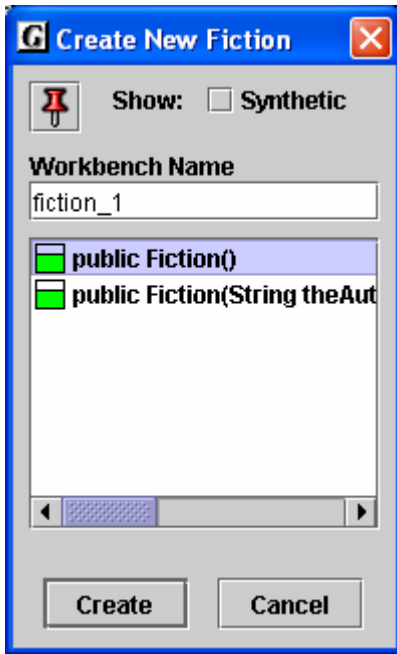 G Create New Fiction
Show: Synthetic
Workbench Name
fiction_1
public Fiction()
public Fiction(String theAut
Create Cancel